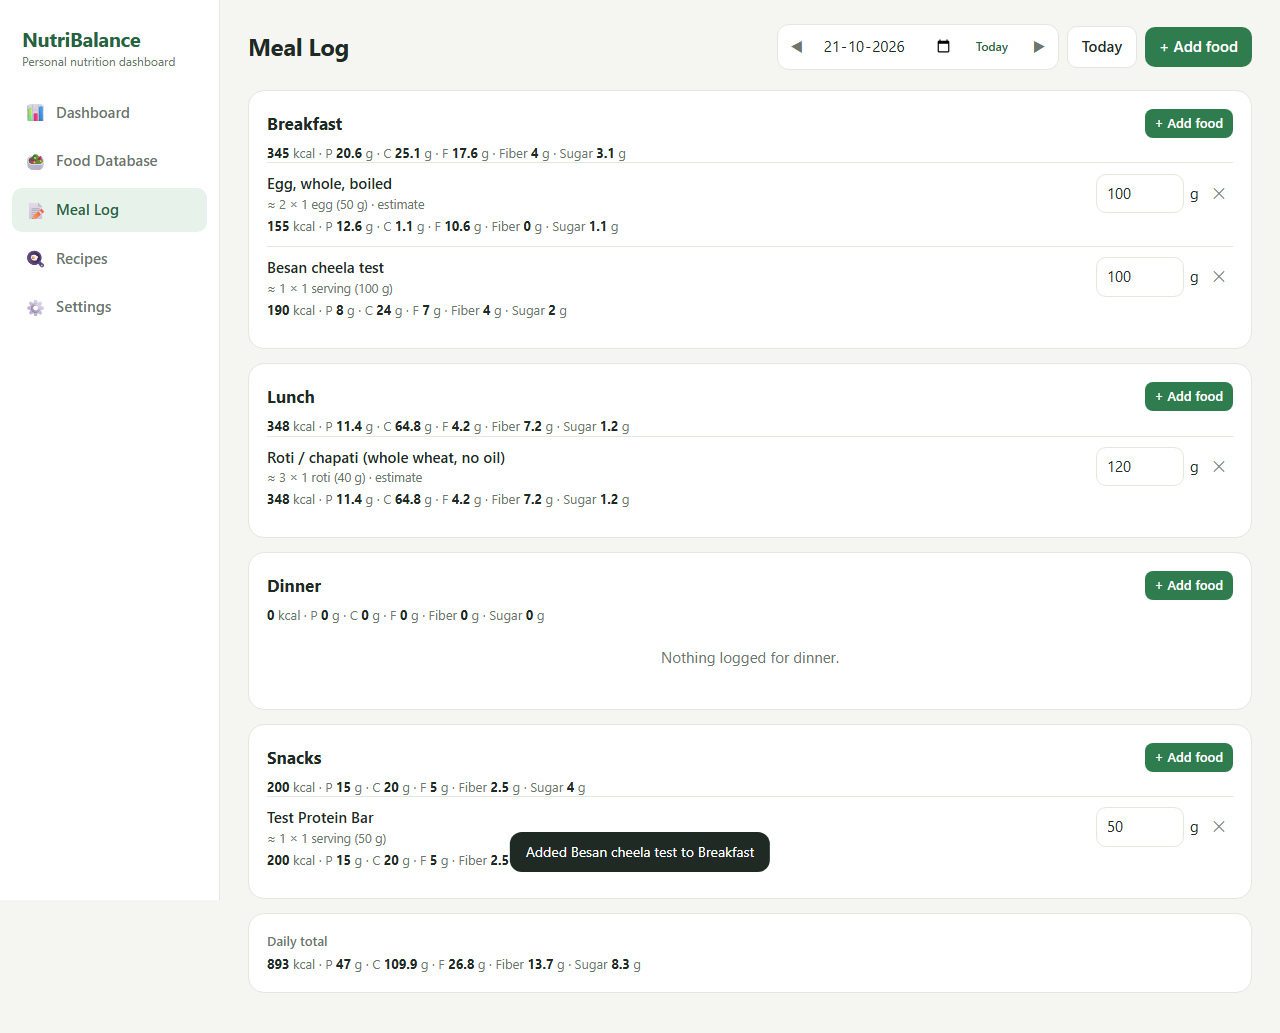 NutriBalance
Personal nutrition dashboard
Dashboard
Food Database
Meal Log
Recipes
Settings
Meal Log
◀ 21-10-2026 Today ▶ Today + Add food
Breakfast + Add food
345 kcal · P 20.6 g · C 25.1 g · F 17.6 g · Fiber 4 g · Sugar 3.1 g
Egg, whole, boiled 100 g ×
≈ 2 × 1 egg (50 g) · estimate
155 kcal · P 12.6 g · C 1.1 g · F 10.6 g · Fiber 0 g · Sugar 1.1 g
Besan cheela test 100 g ×
≈ 1 × 1 serving (100 g)
190 kcal · P 8 g · C 24 g · F 7 g · Fiber 4 g · Sugar 2 g
Lunch + Add food
348 kcal · P 11.4 g · C 64.8 g · F 4.2 g · Fiber 7.2 g · Sugar 1.2 g
Roti / chapati (whole wheat, no oil) 120 g ×
≈ 3 × 1 roti (40 g) · estimate
348 kcal · P 11.4 g · C 64.8 g · F 4.2 g · Fiber 7.2 g · Sugar 1.2 g
Dinner + Add food
0 kcal · P 0 g · C 0 g · F 0 g · Fiber 0 g · Sugar 0 g
Nothing logged for dinner.
Snacks + Add food
200 kcal · P 15 g · C 20 g · F 5 g · Fiber 2.5 g · Sugar 4 g
Test Protein Bar 50 g ×
≈ 1 × 1 serving (50 g)
200 kcal · P 15 g · C 20 g · F 5 g · Fiber 2.5
Added Besan cheela test to Breakfast
Daily total
893 kcal · P 47 g · C 109.9 g · F 26.8 g · Fiber 13.7 g · Sugar 8.3 g